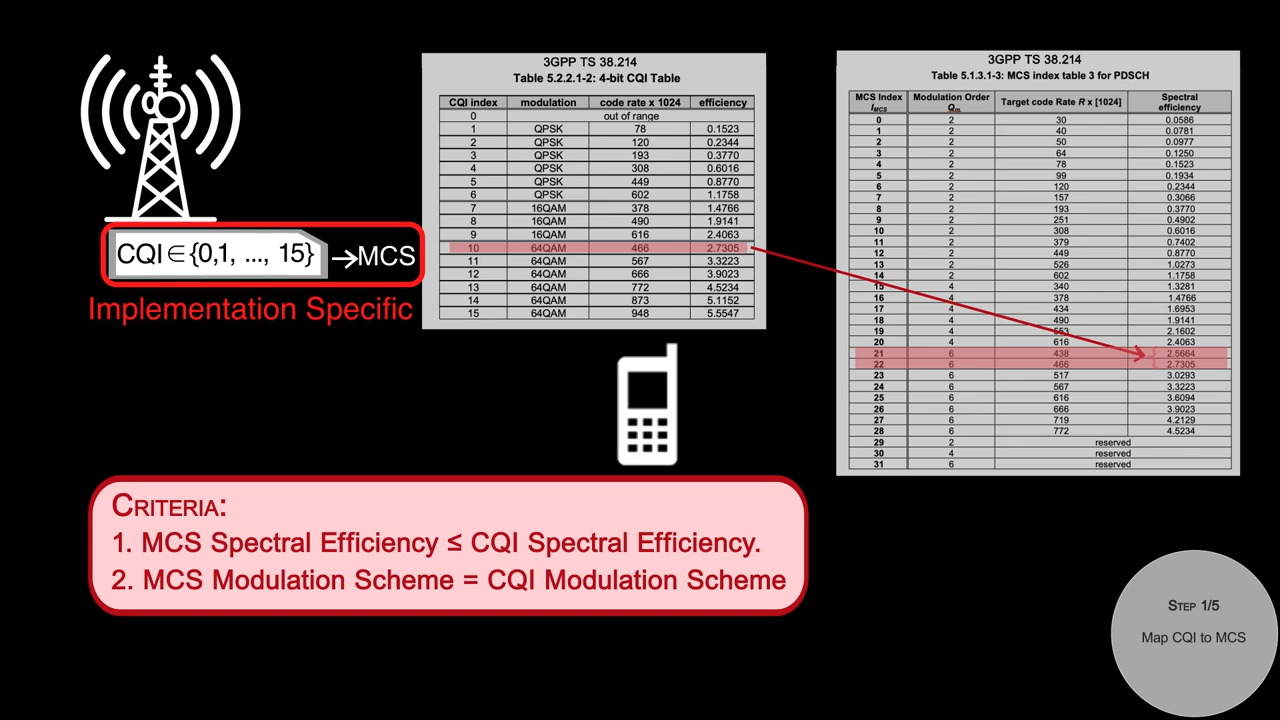 CQI ∈ {0,1, ..., 15} →MCS
Implementation Specific
3GPP TS 38.214
Table 5.2.2.1-2: 4-bit CQI Table
CQI index modulation code rate x 1024 efficiency
0 out of range
1 QPSK 78 0.1523
2 QPSK 120 0.2344
3 QPSK 193 0.3770
4 QPSK 308 0.6016
5 QPSK 449 0.8770
6 QPSK 602 1.1758
7 16QAM 378 1.4766
8 16QAM 490 1.9141
9 16QAM 616 2.4063
10 64QAM 466 2.7305
11 64QAM 567 3.3223
12 64QAM 666 3.9023
13 64QAM 772 4.5234
14 64QAM 873 5.1152
15 64QAM 948 5.5547
3GPP TS 38.214
Table 5.1.3.1-3: MCS index table 3 for PDSCH
MCS Index Modulation Order Target code Rate R x [1024] Spectral
I_MCS Q_m efficiency
0 2 30 0.0586
1 2 40 0.0781
2 2 50 0.0977
3 2 64 0.1250
4 2 78 0.1523
5 2 99 0.1934
6 2 120 0.2344
7 2 157 0.3066
8 2 193 0.3770
9 2 251 0.4902
10 2 308 0.6016
11 2 379 0.7402
12 2 449 0.8770
13 2 526 1.0273
14 2 602 1.1758
15 4 340 1.3281
16 4 378 1.4766
17 4 434 1.6953
18 4 490 1.9141
19 4 553 2.1602
20 4 616 2.4063
21 6 438 2.5664
22 6 466 2.7305
23 6 517 3.0293
24 6 567 3.3223
25 6 616 3.6094
26 6 666 3.9023
27 6 719 4.2129
28 6 772 4.5234
29 2 reserved
30 4 reserved
31 6 reserved
Criteria:
1. MCS Spectral Efficiency ≤ CQI Spectral Efficiency.
2. MCS Modulation Scheme = CQI Modulation Scheme
Step 1/5
Map CQI to MCS